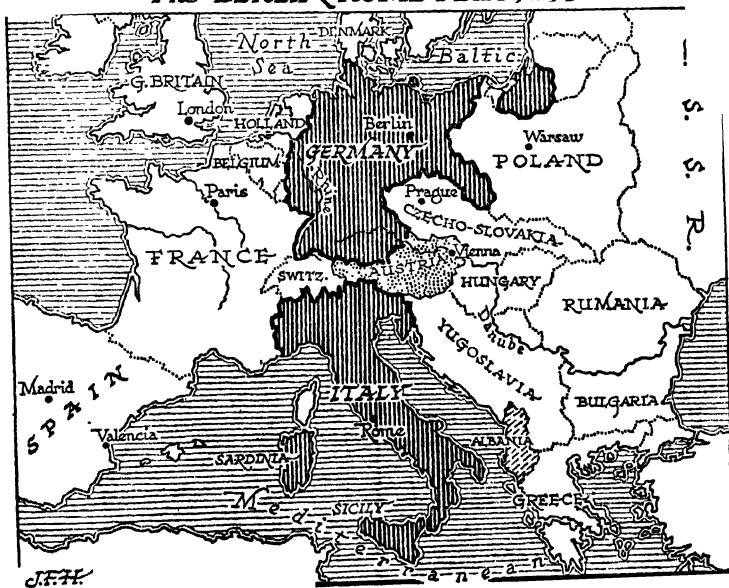 DENMARK
North
Sea
Baltic
G. BRITAIN
London
HOLLAND
Berlin
GERMANY
Warsaw
POLAND
S. S. R.
BELGIUM
Rhine
Paris
Prague
CZECHO-SLOVAKIA
FRANCE
Vienna
SWITZ.
AUSTRIA
HUNGARY
RUMANIA
Danube
YUGOSLAVIA
Madrid
SPAIN
ITALY
BULGARIA
Valencia
Rome
ALBANIA
SARDINIA
Mediterranean
SICILY
GREECE
J.F.H.